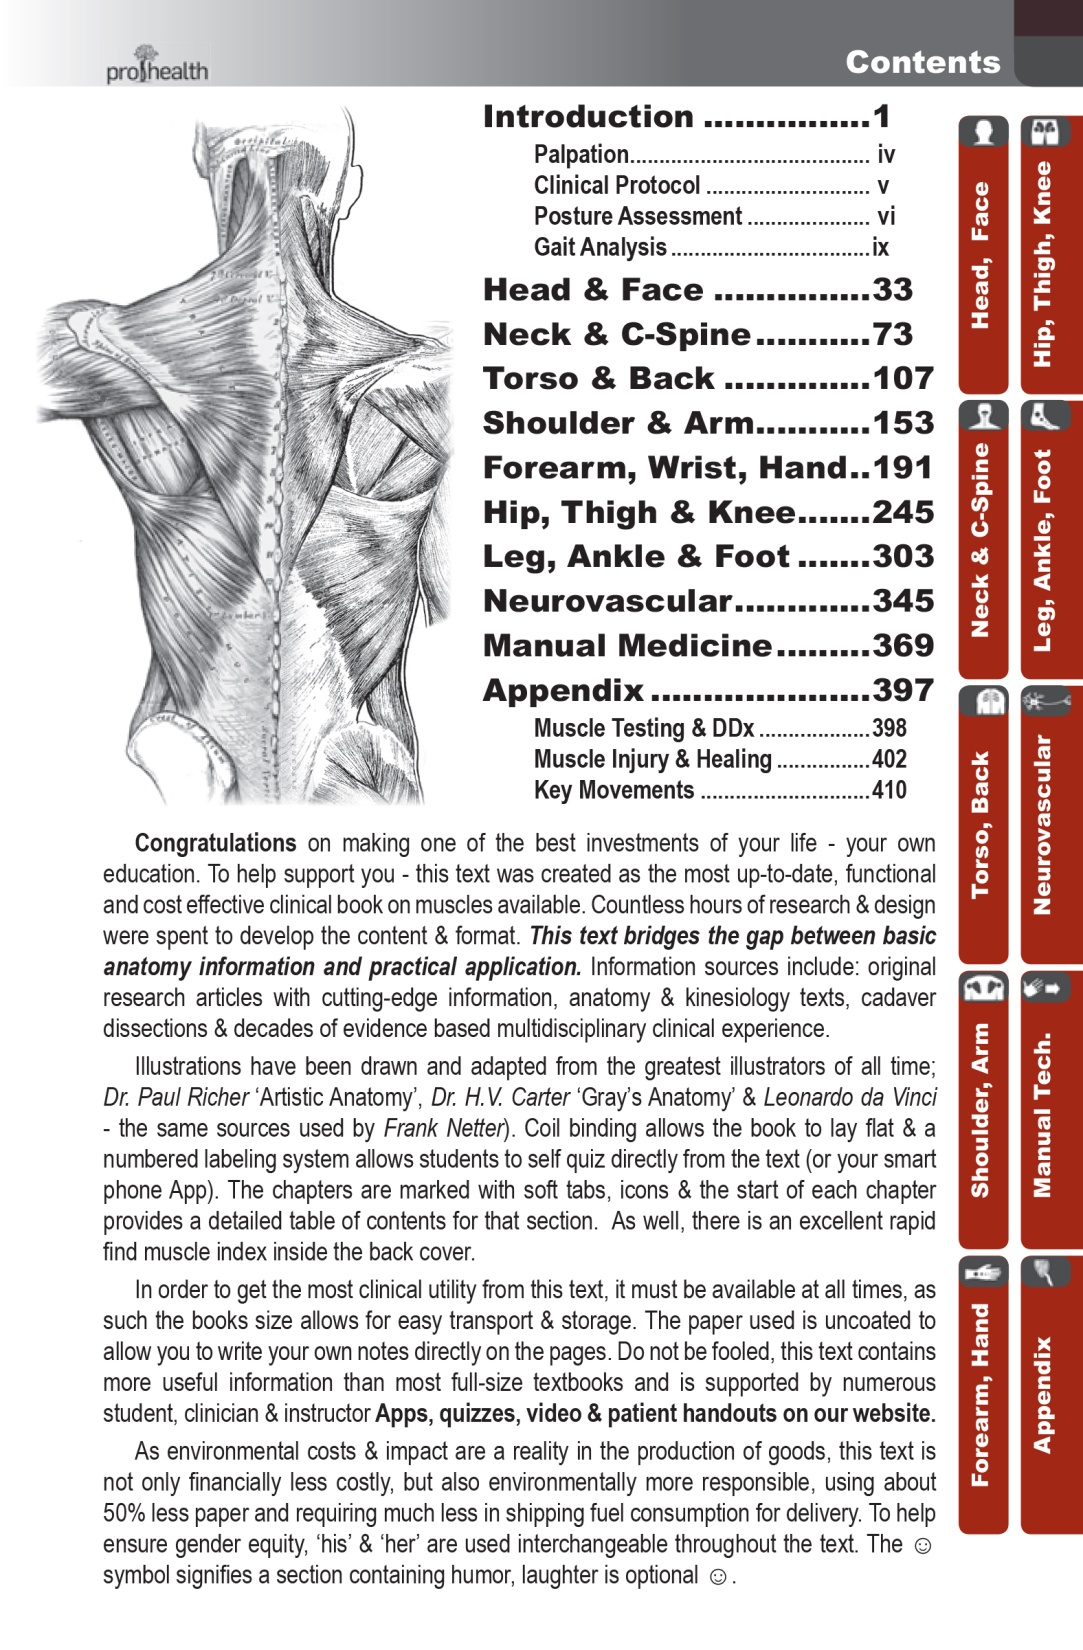 prohealth
Contents
Introduction ................1
Palpation......................................... iv
Clinical Protocol ............................ v
Posture Assessment ..................... vi
Gait Analysis..................................ix
Head & Face ...............33
Neck & C-Spine...........73
Torso & Back ..............107
Shoulder & Arm...........153
Forearm, Wrist, Hand..191
Hip, Thigh & Knee.......245
Leg, Ankle & Foot .......303
Neurovascular.............345
Manual Medicine.........369
Appendix.....................397
Muscle Testing & DDx ...................398
Muscle Injury & Healing ................402
Key Movements .............................410
Congratulations on making one of the best investments of your life - your own
education. To help support you - this text was created as the most up-to-date, functional
and cost effective clinical book on muscles available. Countless hours of research & design
were spent to develop the content & format. This text bridges the gap between basic
anatomy information and practical application. Information sources include: original
research articles with cutting-edge information, anatomy & kinesiology texts, cadaver
dissections & decades of evidence based multidisciplinary clinical experience.
Illustrations have been drawn and adapted from the greatest illustrators of all time;
Dr. Paul Richer ‘Artistic Anatomy’, Dr. H.V. Carter ‘Gray’s Anatomy’ & Leonardo da Vinci
- the same sources used by Frank Netter). Coil binding allows the book to lay flat & a
numbered labeling system allows students to self quiz directly from the text (or your smart
phone App). The chapters are marked with soft tabs, icons & the start of each chapter
provides a detailed table of contents for that section. As well, there is an excellent rapid
find muscle index inside the back cover.
In order to get the most clinical utility from this text, it must be available at all times, as
such the books size allows for easy transport & storage. The paper used is uncoated to
allow you to write your own notes directly on the pages. Do not be fooled, this text contains
more useful information than most full-size textbooks and is supported by numerous
student, clinician & instructor Apps, quizzes, video & patient handouts on our website.
As environmental costs & impact are a reality in the production of goods, this text is
not only financially less costly, but also environmentally more responsible, using about
50% less paper and requiring much less in shipping fuel consumption for delivery. To help
ensure gender equity, ‘his’ & ‘her’ are used interchangeable throughout the text. The ☺
symbol signifies a section containing humor, laughter is optional ☺.
Head, Face
Neck & C-Spine
Torso, Back
Shoulder, Arm
Forearm, Hand
Hip, Thigh, Knee
Leg, Ankle, Foot
Neurovascular
Manual Tech.
Appendix